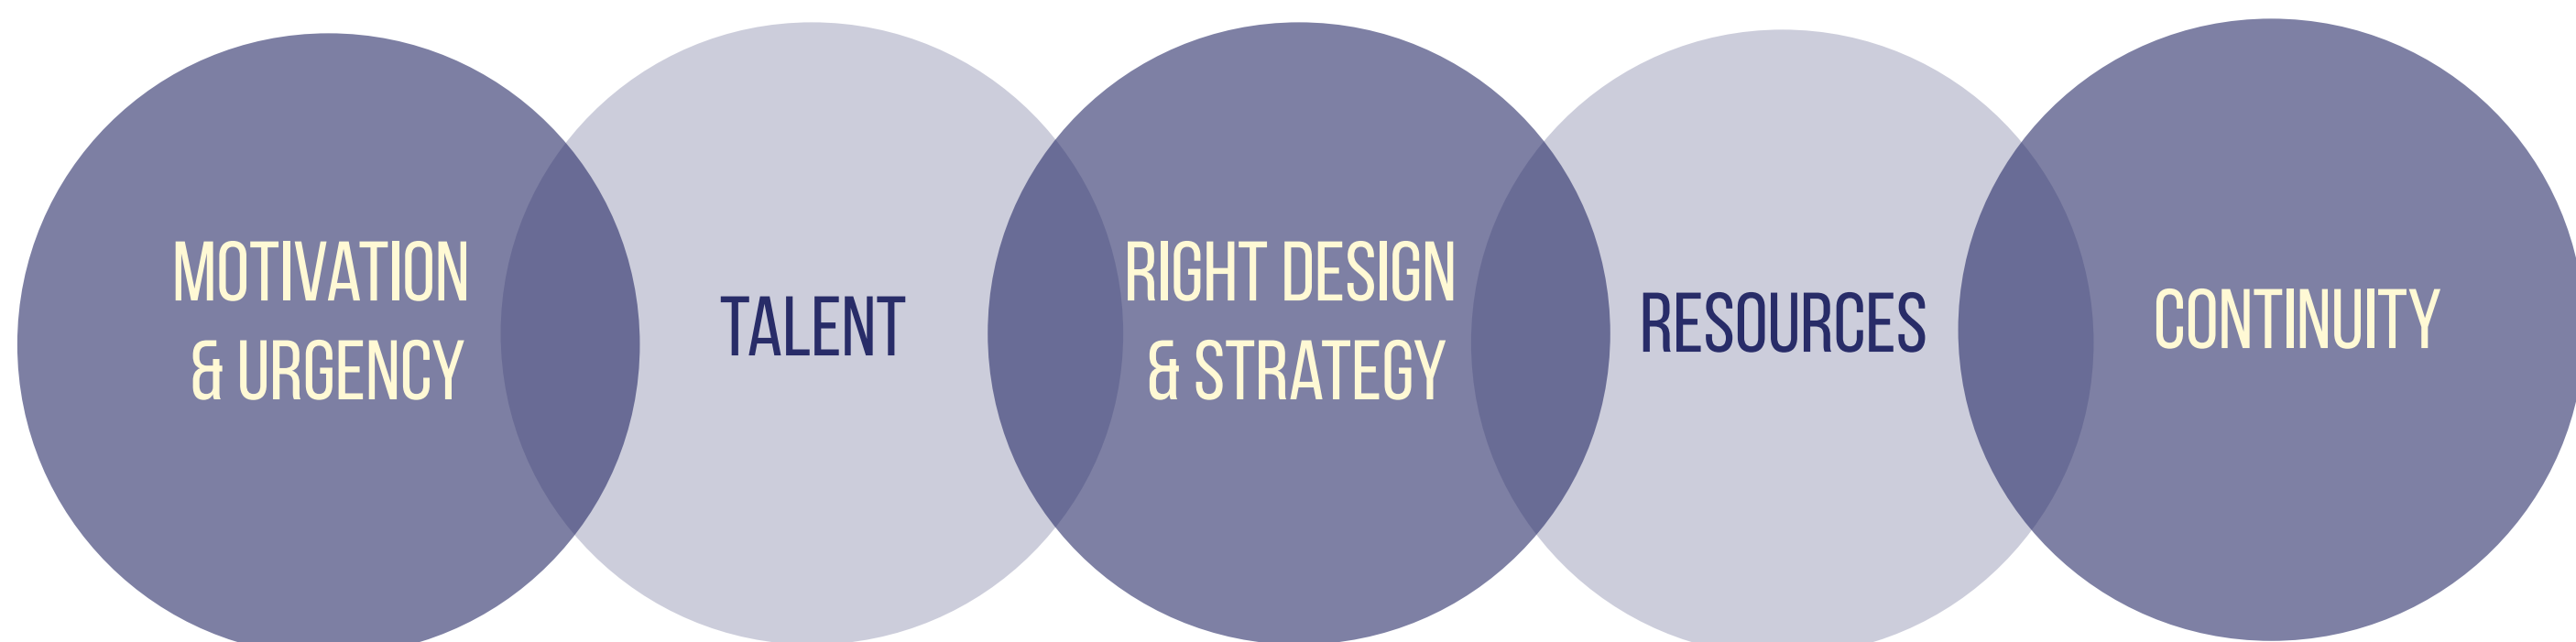 MOTIVATION
& URGENCY
TALENT
RIGHT DESIGN
& STRATEGY
RESOURCES
CONTINUITY